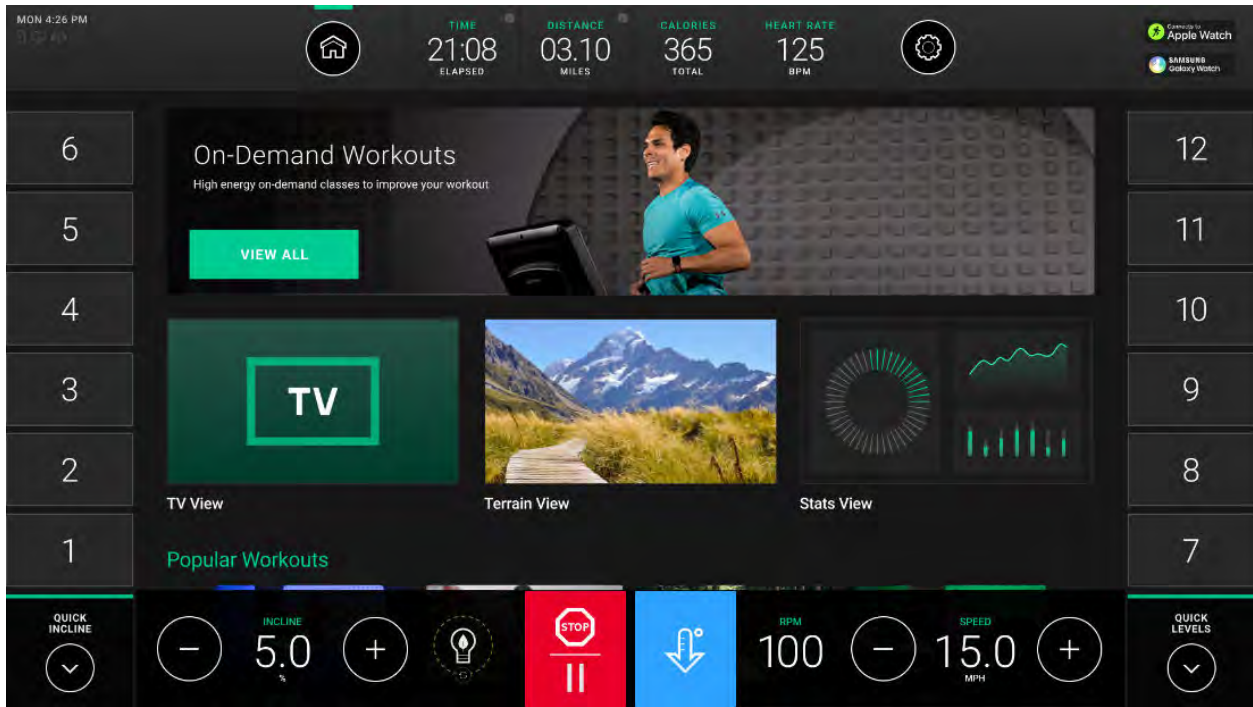 MON 4:26 PM
TIME
21:08
ELAPSED
DISTANCE
03.10
MILES
CALORIES
365
TOTAL
HEART RATE
125
BPM
Connects to
Apple Watch
SAMSUNG
Galaxy Watch
6
5
4
3
2
1
QUICK
INCLINE
On-Demand Workouts
High energy on-demand classes to improve your workout
VIEW ALL
TV
TV View
Terrain View
Stats View
Popular Workouts
12
11
10
9
8
7
QUICK
LEVELS
INCLINE
5.0
%
STOP
RPM
100
SPEED
15.0
MPH